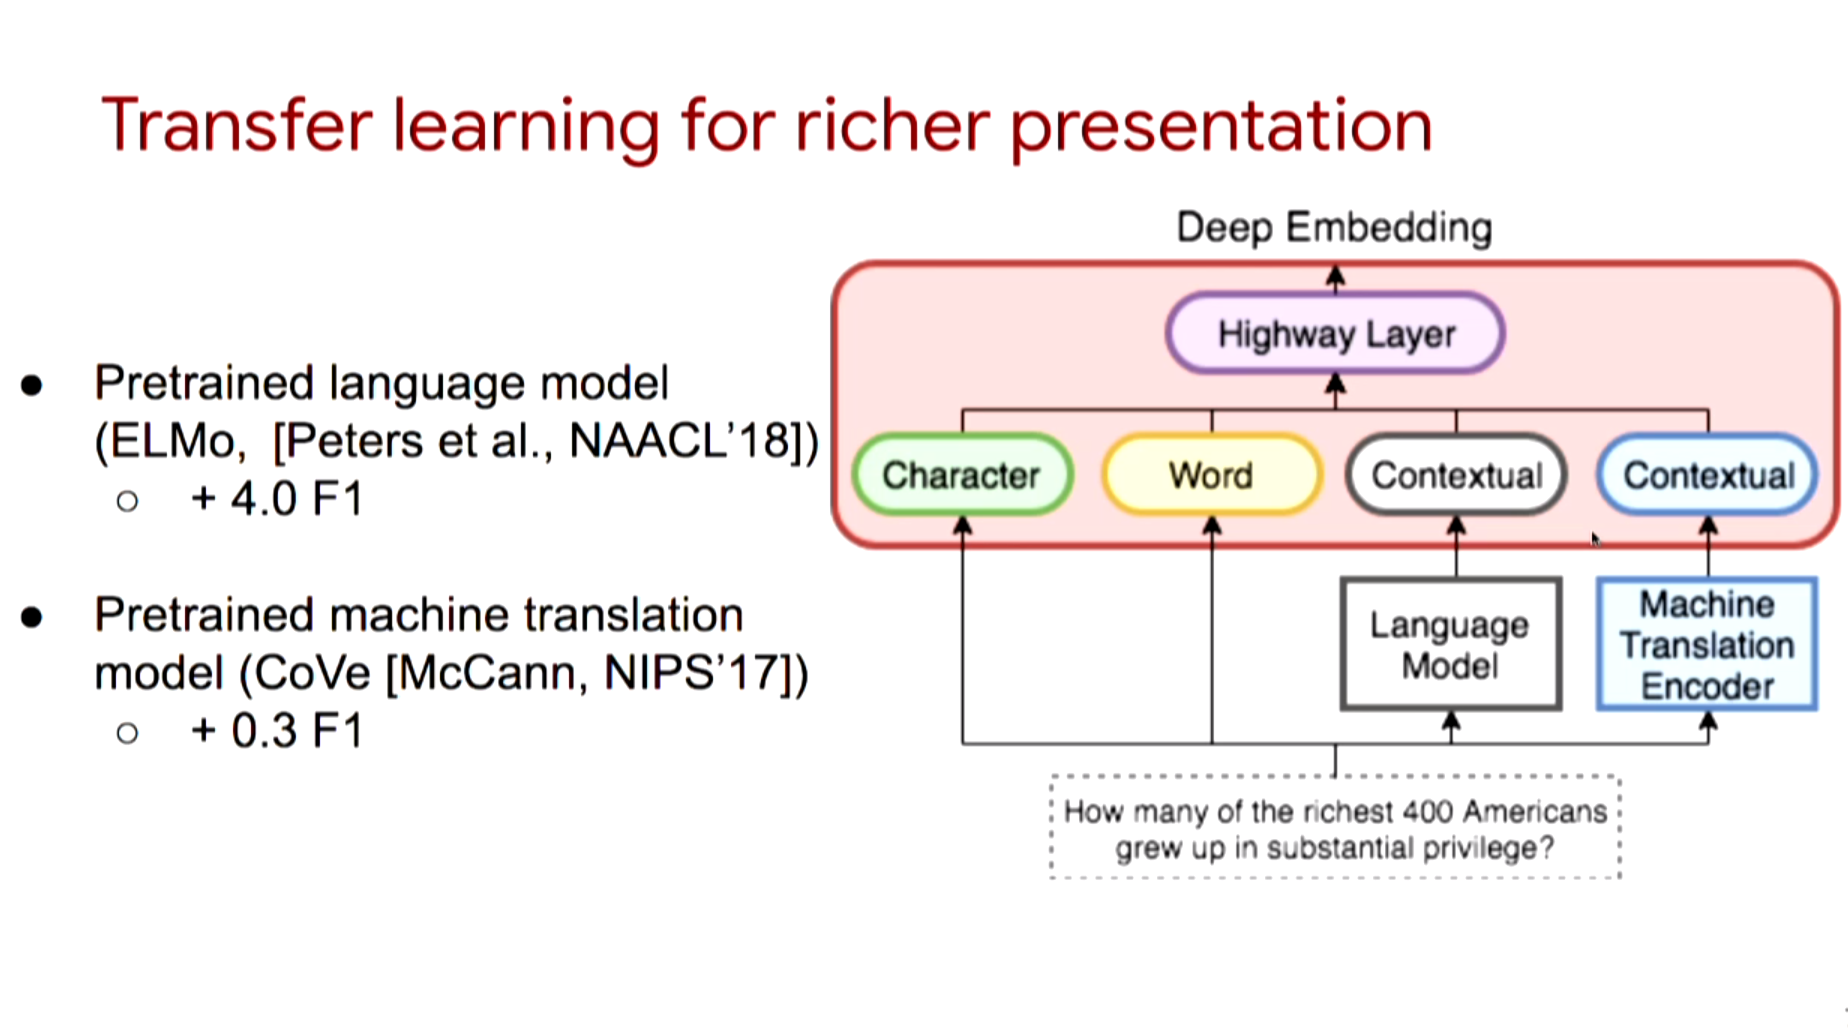 Transfer learning for richer presentation
● Pretrained language model
(ELMo, [Peters et al., NAACL’18])
○ + 4.0 F1
● Pretrained machine translation
model (CoVe [McCann, NIPS’17])
○ + 0.3 F1
Deep Embedding
Highway Layer
Character
Word
Contextual
Contextual
Language
Model
Machine
Translation
Encoder
How many of the richest 400 Americans
grew up in substantial privilege?